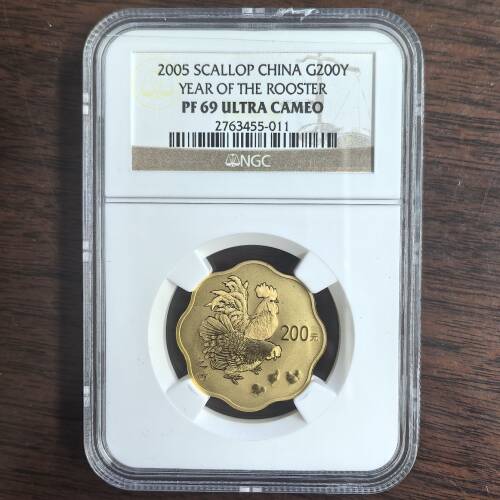 2005 SCALLOP CHINA G200Y
YEAR OF THE ROOSTER
PF 69 ULTRA CAMEO
2763455-011
NGC
200元